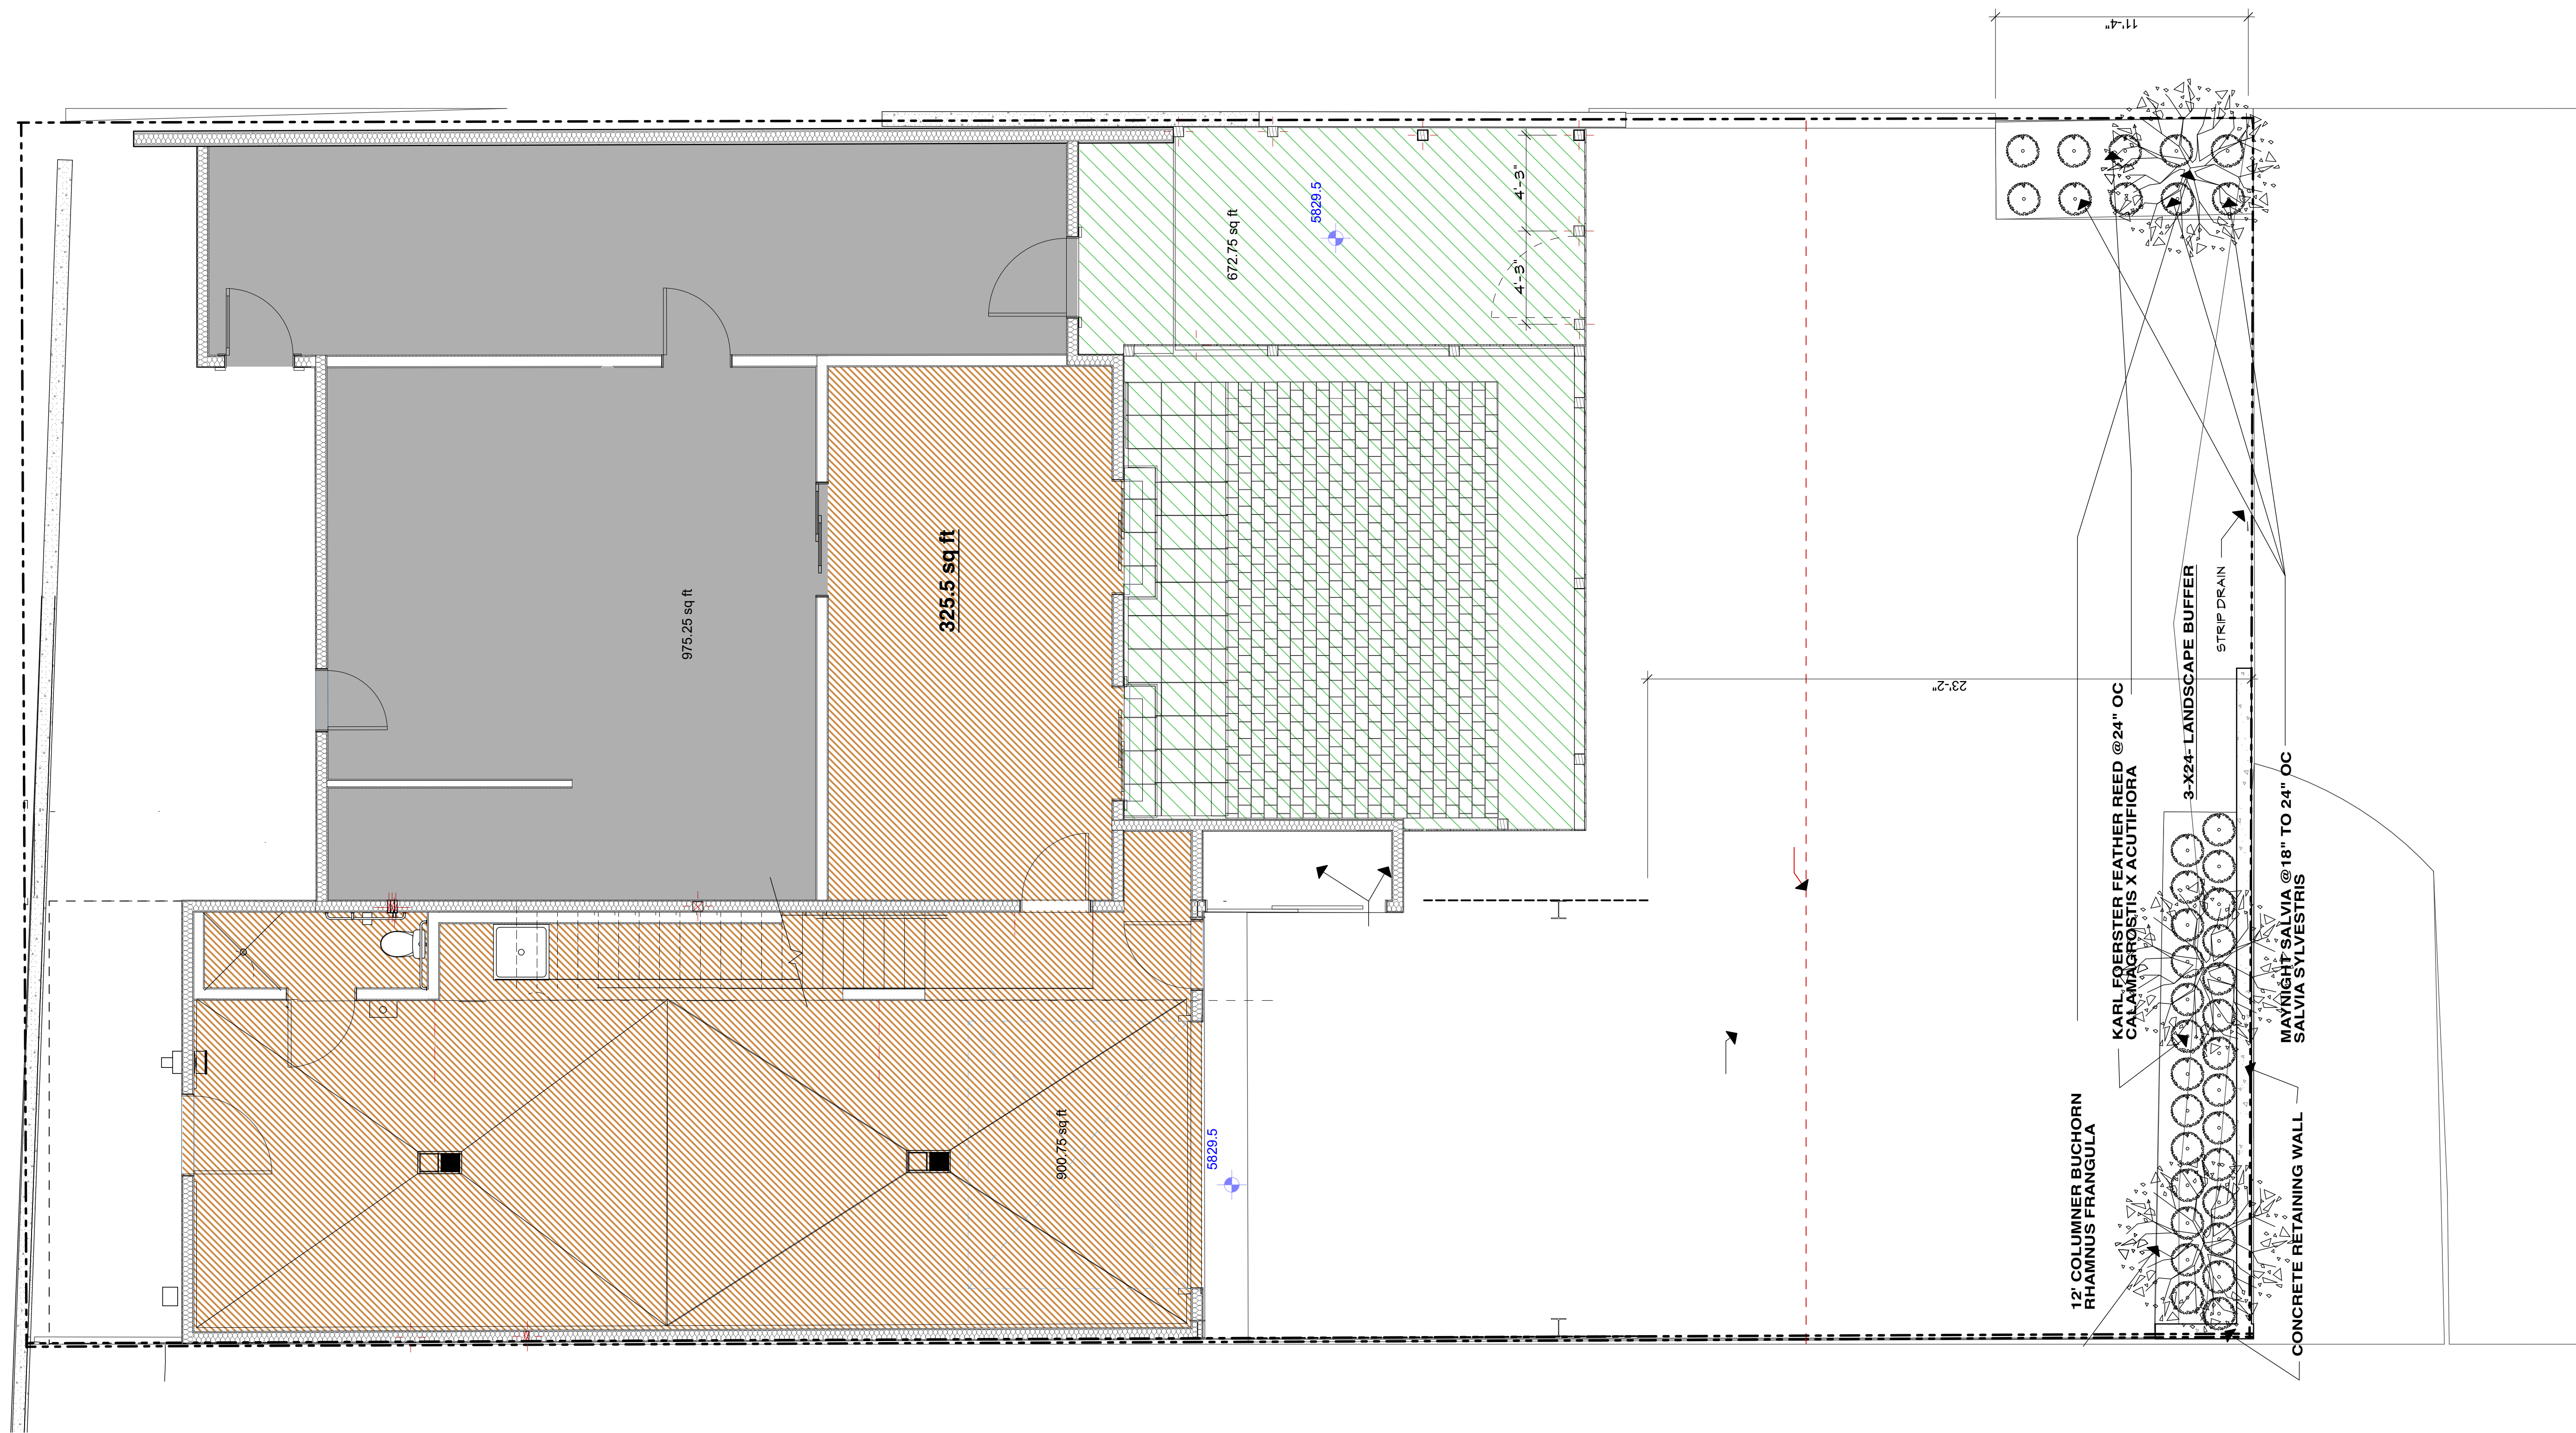 11'-4"
4'-3"
4'-3"
5829.5
672.75 sq ft
325.5 sq ft
975.25 sq ft
23'-2"
STRIP DRAIN
3-X24- LANDSCAPE BUFFER
KARL FOERSTER FEATHER REED @24" OC
CALAMAGROSTIS X ACUTIFIORA
MAYNIGHT SALVIA @18" TO 24" OC
SALVIA SYLVESTRIS
900.75 sq ft
5829.5
12' COLUMNER BUCHORN
RHAMNUS FRANGULA
CONCRETE RETAINING WALL